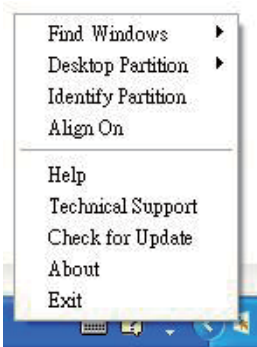 Find Windows
Desktop Partition
Identify Partition
Align On
Help
Technical Support
Check for Update
About
Exit